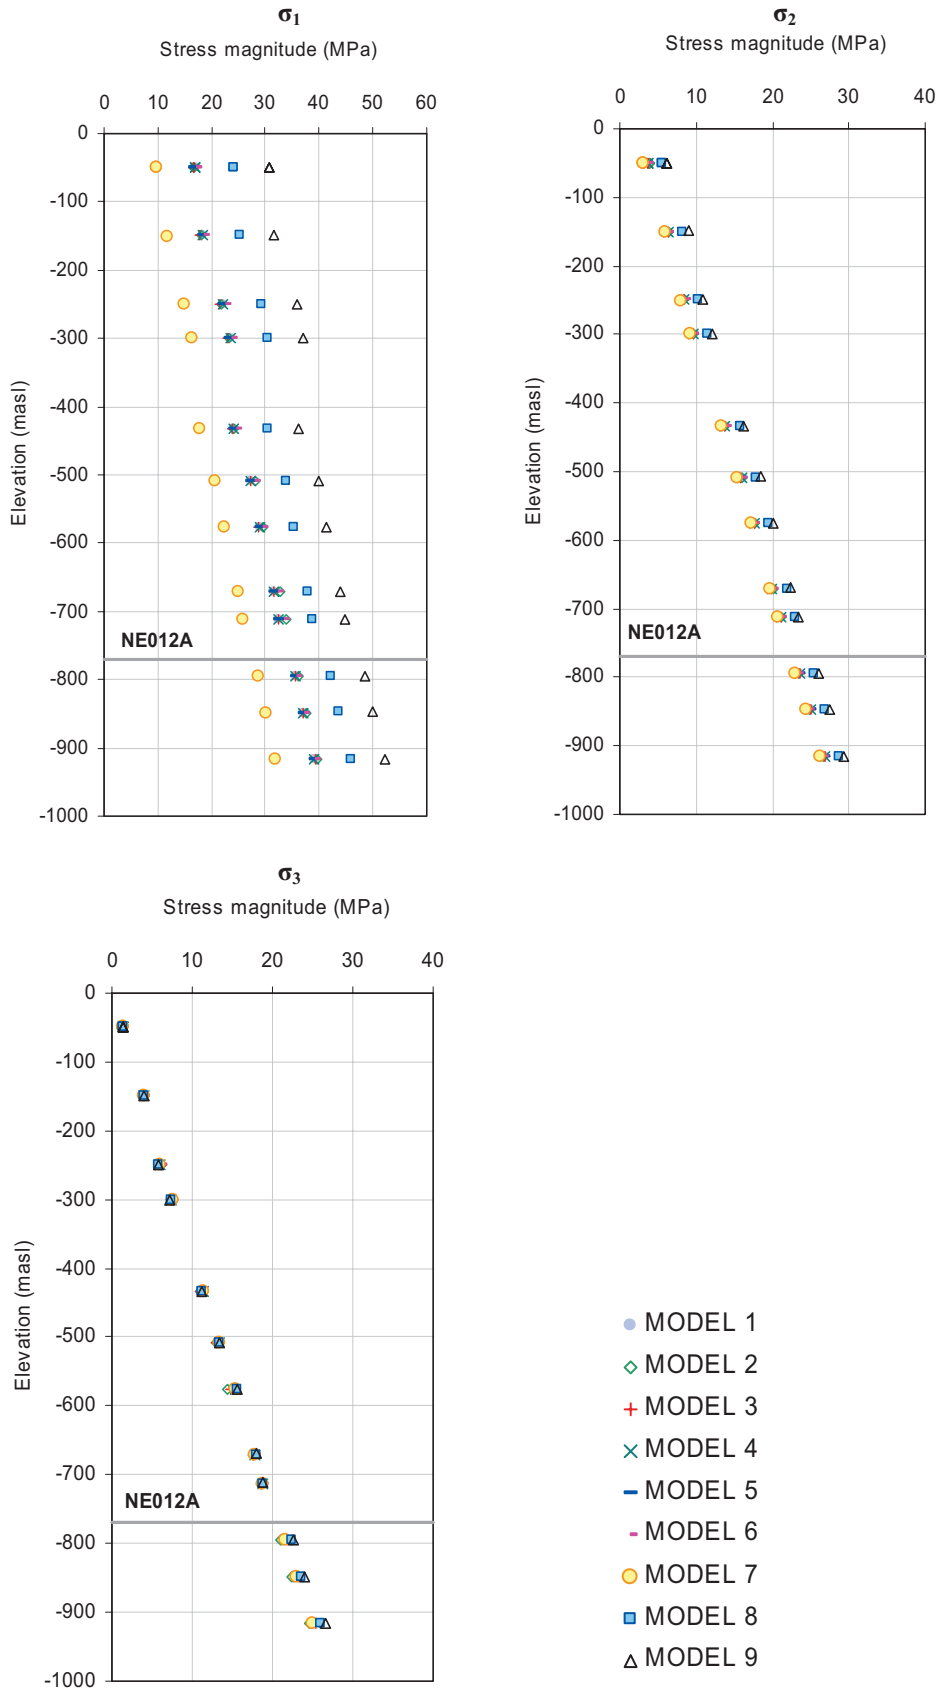 σ1
Stress magnitude (MPa)
0 10 20 30 40 50 60
0
-100
-200
-300
-400
-500
-600
-700
-800
-900
-1000
Elevation (masl)
NE012A
σ2
Stress magnitude (MPa)
0 10 20 30 40
0
-100
-200
-300
-400
-500
-600
-700
-800
-900
-1000
Elevation (masl)
NE012A
σ3
Stress magnitude (MPa)
0 10 20 30 40
0
-100
-200
-300
-400
-500
-600
-700
-800
-900
-1000
Elevation (masl)
NE012A
MODEL 1
MODEL 2
MODEL 3
MODEL 4
MODEL 5
MODEL 6
MODEL 7
MODEL 8
MODEL 9